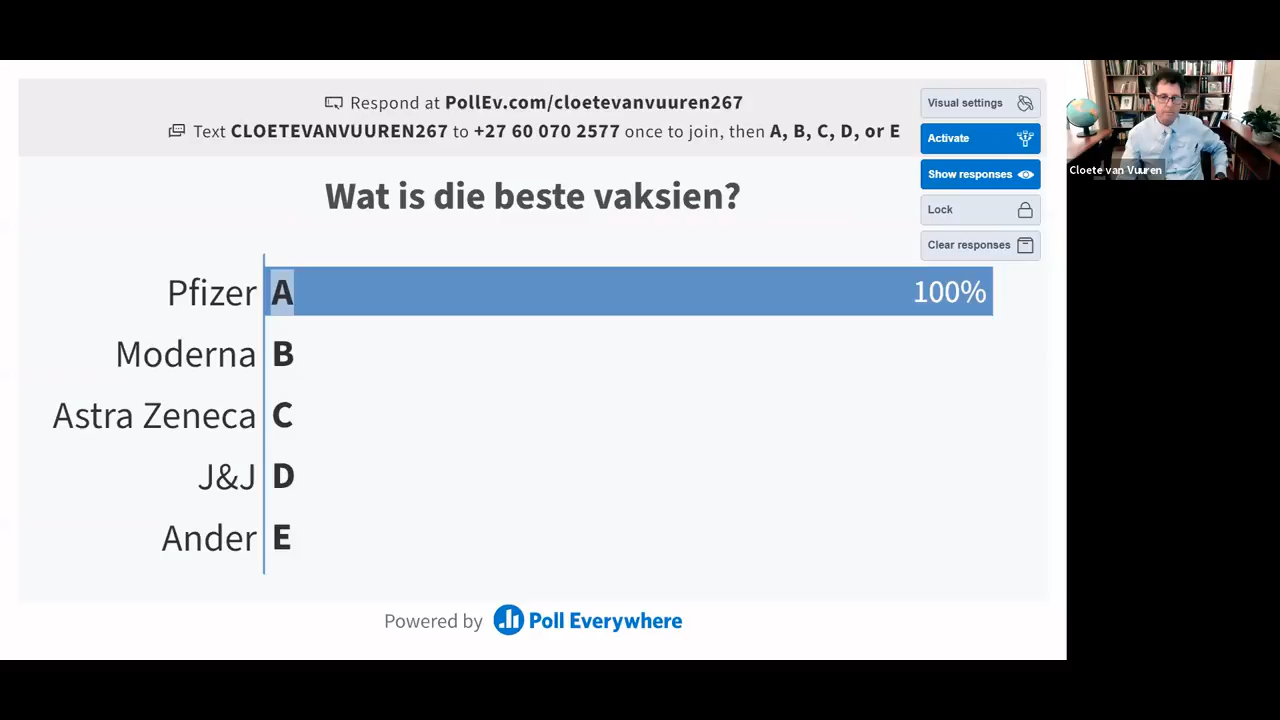 Respond at PollEv.com/cloetevanvuuren267
Text CLOETEVANVUUREN267 to +27 60 070 2577 once to join, then A, B, C, D, or E
Visual settings
Activate
Show responses
Lock
Clear responses
Cloete van Vuuren
Wat is die beste vaksien?
Pfizer A 100%
Moderna B
Astra Zeneca C
J&J D
Ander E
Powered by Poll Everywhere